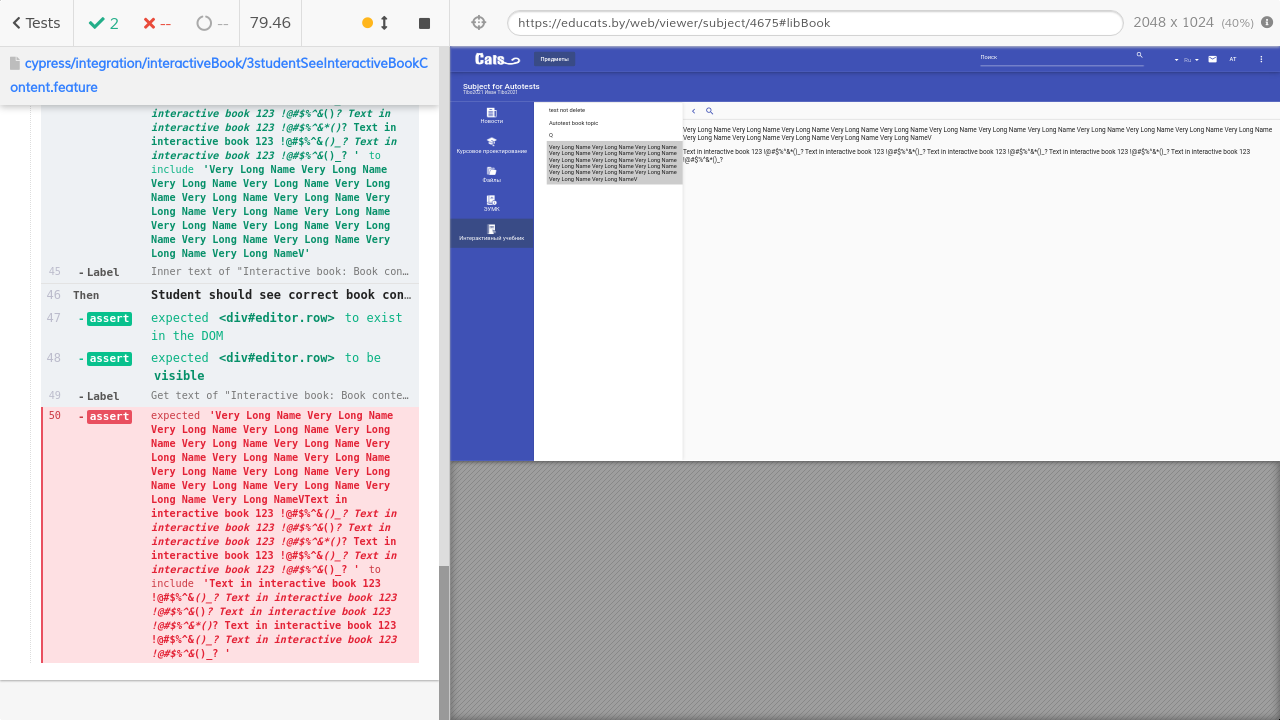 Tests
2
--
--
79.46
https://educats.by/web/viewer/subject/4675#libBook
2048 x 1024 (40%)
cypress/integration/interactiveBook/3studentSeeInteractiveBookC
ontent.feature
interactive book 123 !@#$%^&()? Text in
interactive book 123 !@#$%^&*()? Text in
interactive book 123 !@#$%^&()_? Text in
interactive book 123 !@#$%^&()_? ' to
include 'Very Long Name Very Long Name
Very Long Name Very Long Name Very Long
Name Very Long Name Very Long Name Very
Long Name Very Long Name Very Long Name
Very Long Name Very Long Name Very Long
Name Very Long Name Very Long Name Very
Long Name Very Long NameV'
45 - Label Inner text of "Interactive book: Book con…
46 Then Student should see correct book con…
47 - assert expected <div#editor.row> to exist
in the DOM
48 - assert expected <div#editor.row> to be
visible
49 - Label Get text of "Interactive book: Book conte…
50 - assert expected 'Very Long Name Very Long Name
Very Long Name Very Long Name Very Long
Name Very Long Name Very Long Name Very
Long Name Very Long Name Very Long Name
Very Long Name Very Long Name Very Long
Name Very Long Name Very Long Name Very
Long Name Very Long NameVText in
interactive book 123 !@#$%^&()_? Text in
interactive book 123 !@#$%^&()? Text in
interactive book 123 !@#$%^&*()? Text in
interactive book 123 !@#$%^&()_? Text in
interactive book 123 !@#$%^&()_? ' to
include 'Text in interactive book 123
!@#$%^&()_? Text in interactive book 123
!@#$%^&()? Text in interactive book 123
!@#$%^&*()? Text in interactive book 123
!@#$%^&()_? Text in interactive book 123
!@#$%^&()_? '
Cats
Предметы
Поиск
Ru
AT
Subject for Autotests
Новости
Курсовое проектирование
Файлы
ЭУМК
Интерактивный учебник
test not delete
Autotest book topic
Q
Very Long Name Very Long Name Very Long Name
Very Long Name Very Long Name Very Long Name
Very Long Name Very Long Name Very Long Name
Very Long Name Very Long Name Very Long Name
Very Long Name Very Long Name Very Long Name
Very Long Name Very Long NameV
Very Long Name Very Long Name Very Long Name Very Long Name Very Long Name Very Long Name Very Long Name Very Long Name Very Long Name Very Long Name Very Long Name Very Long Name
Very Long Name Very Long Name Very Long Name Very Long Name Very Long NameV
Text in interactive book 123 !@#$%^&*()_? Text in interactive book 123 !@#$%^&*()_? Text in interactive book 123 !@#$%^&*()_? Text in interactive book 123 !@#$%^&*()_? Text in interactive book 123
!@#$%^&*()_?